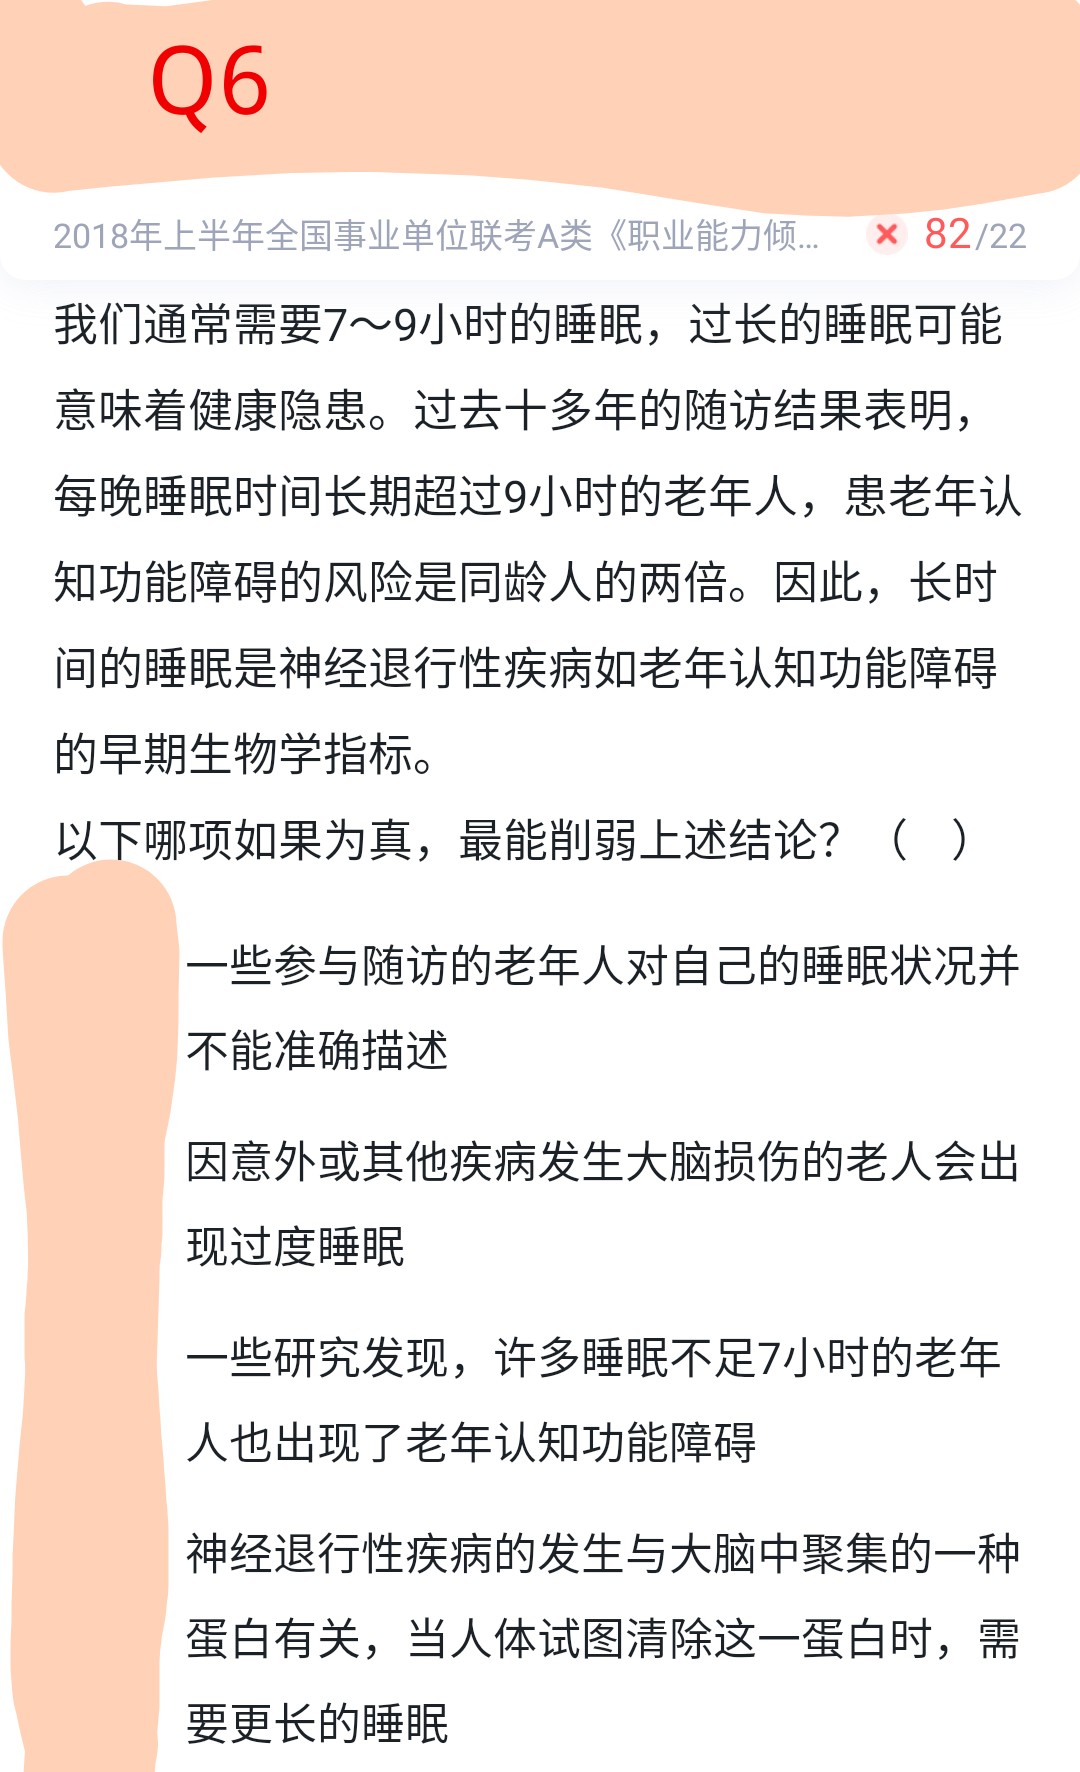 Q6
2018年上半年全国事业单位联考A类《职业能力倾...
82/22
我们通常需要7～9小时的睡眠，过长的睡眠可能
意味着健康隐患。过去十多年的随访结果表明，
每晚睡眠时间长期超过9小时的老年人，患老年认
知功能障碍的风险是同龄人的两倍。因此，长时
间的睡眠是神经退行性疾病如老年认知功能障碍
的早期生物学指标。
以下哪项如果为真，最能削弱上述结论？（　）
一些参与随访的老年人对自己的睡眠状况并
不能准确描述
因意外或其他疾病发生大脑损伤的老人会出
现过度睡眠
一些研究发现，许多睡眠不足7小时的老年
人也出现了老年认知功能障碍
神经退行性疾病的发生与大脑中聚集的一种
蛋白有关，当人体试图清除这一蛋白时，需
要更长的睡眠